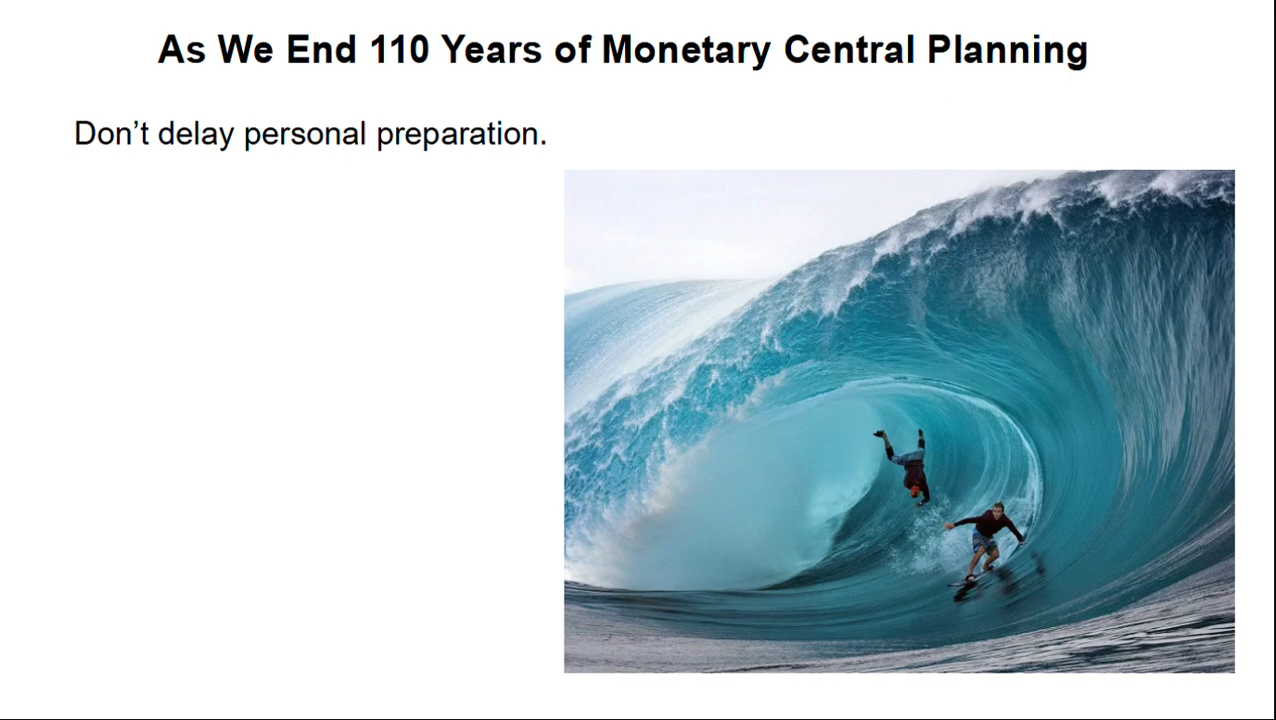 As We End 110 Years of Monetary Central Planning
Don’t delay personal preparation.